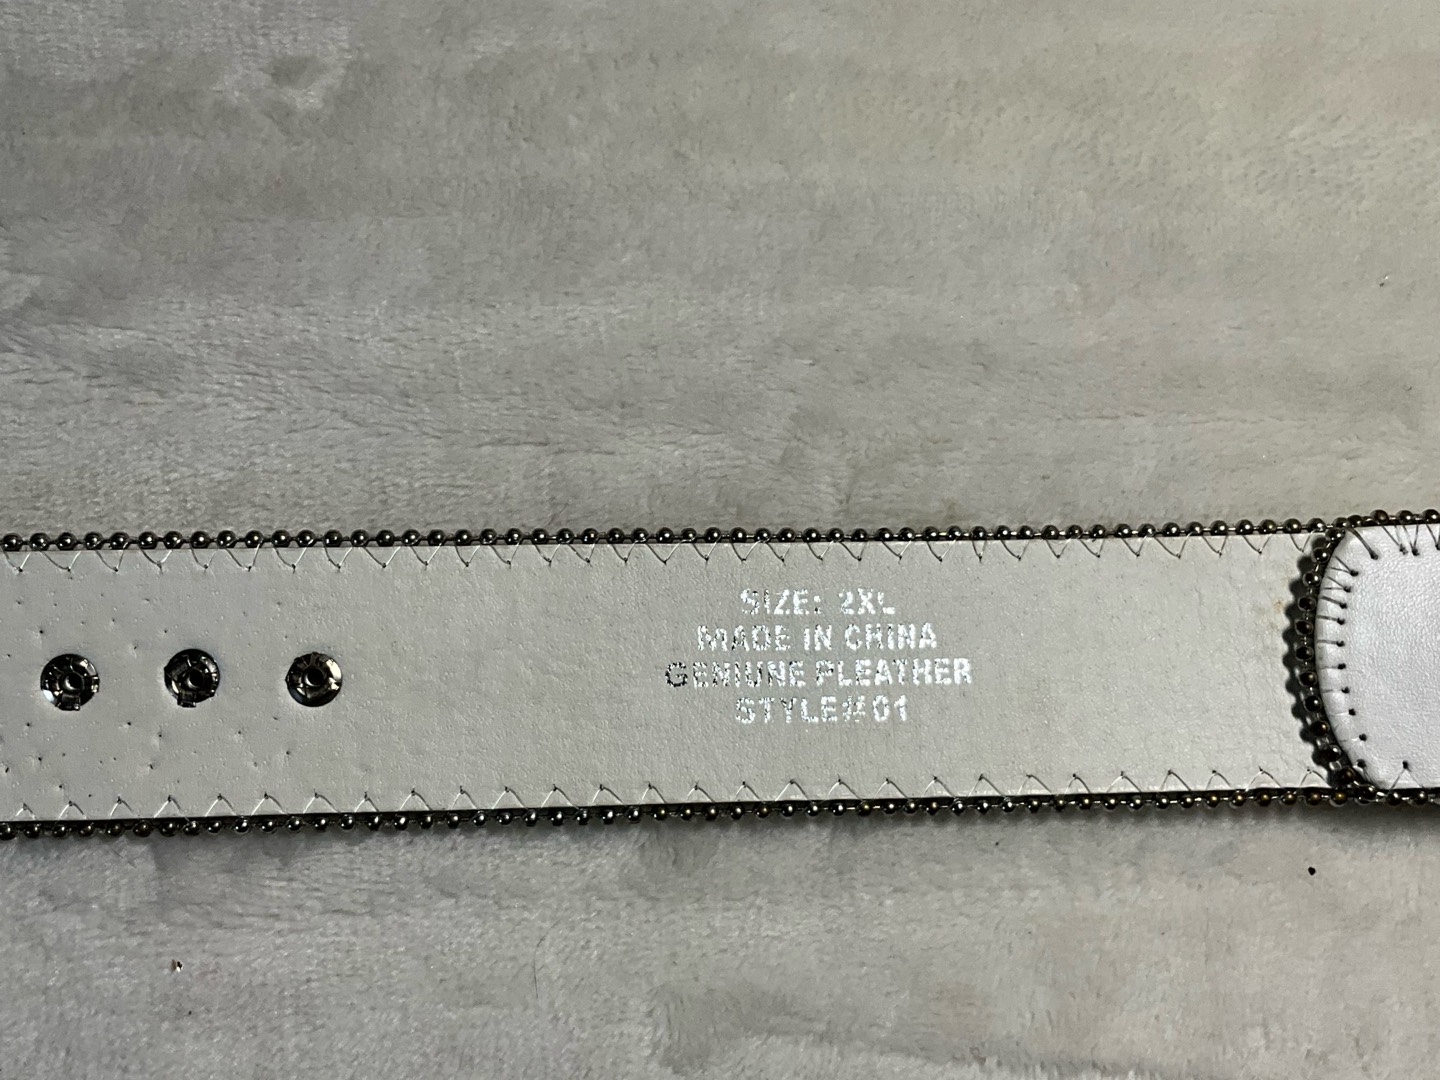 SIZE: 2XL
MADE IN CHINA
GENIUNE PLEATHER
STYLE#01